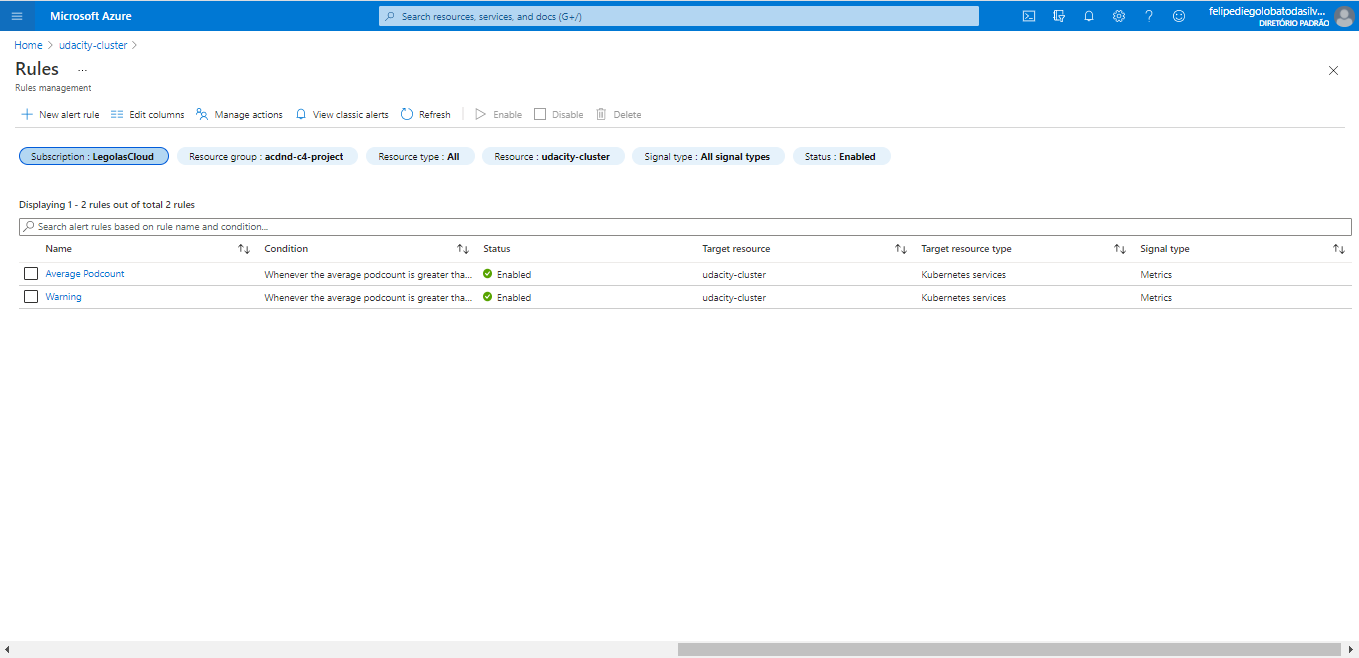 Microsoft Azure
Search resources, services, and docs (G+/)
felipediegolobatodasilv...
DIRETÓRIO PADRÃO
Home > udacity-cluster >
Rules ...
Rules management
New alert rule Edit columns Manage actions View classic alerts Refresh Enable Disable Delete
Subscription : LegolasCloud Resource group : acdnd-c4-project Resource type : All Resource : udacity-cluster Signal type : All signal types Status : Enabled
Displaying 1 - 2 rules out of total 2 rules
Search alert rules based on rule name and condition...
Name Condition Status Target resource Target resource type Signal type
Average Podcount Whenever the average podcount is greater tha... Enabled udacity-cluster Kubernetes services Metrics
Warning Whenever the average podcount is greater tha... Enabled udacity-cluster Kubernetes services Metrics